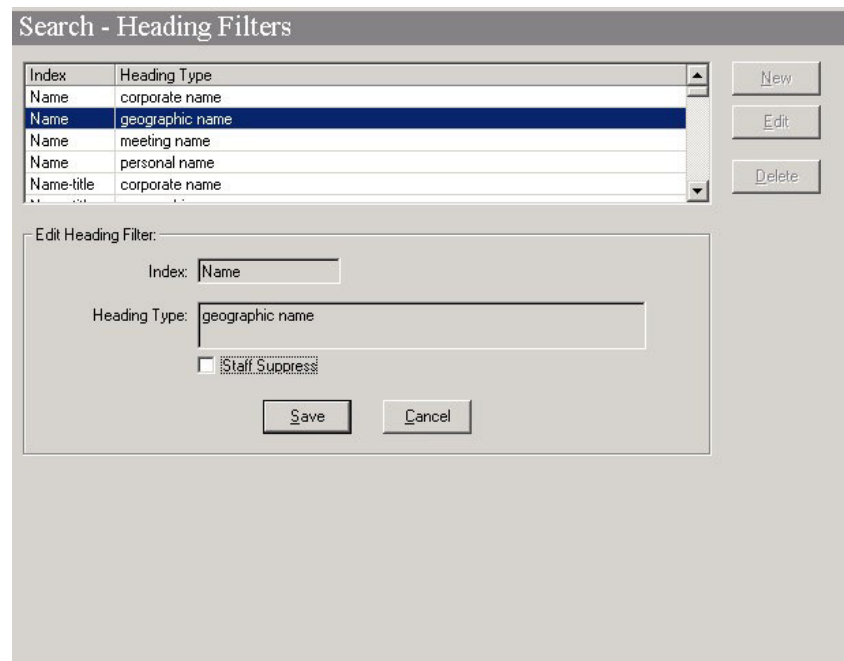 Search - Heading Filters
Index Heading Type
Name corporate name
Name geographic name
Name meeting name
Name personal name
Name-title corporate name
New
Edit
Delete
Edit Heading Filter:
Index: Name
Heading Type: geographic name
Staff Suppress
Save Cancel